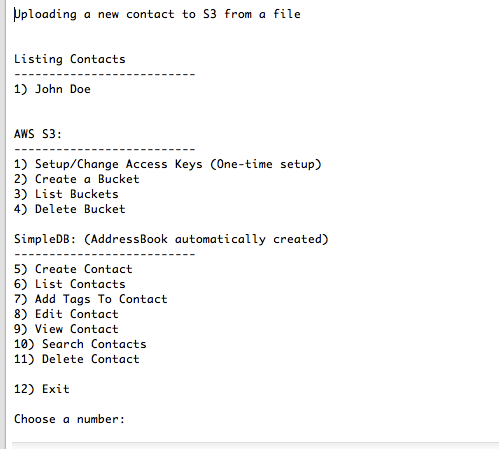 Uploading a new contact to S3 from a file
Listing Contacts
--------------------------
1) John Doe
AWS S3:
--------------------------
1) Setup/Change Access Keys (One-time setup)
2) Create a Bucket
3) List Buckets
4) Delete Bucket
SimpleDB: (AddressBook automatically created)
--------------------------
5) Create Contact
6) List Contacts
7) Add Tags To Contact
8) Edit Contact
9) View Contact
10) Search Contacts
11) Delete Contact
12) Exit
Choose a number: